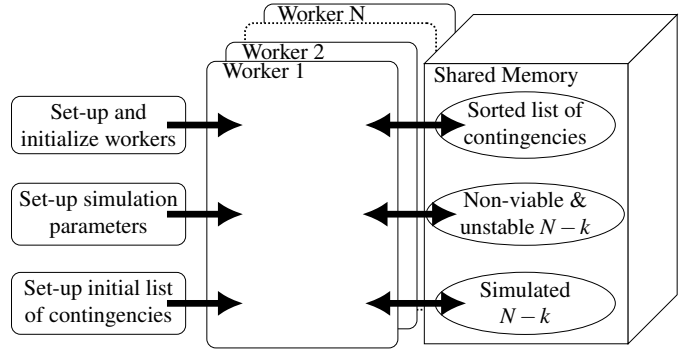 Worker N
Worker 2
Worker 1
Shared Memory
Set-up and
initialize workers
Sorted list of
contingencies
Set-up simulation
parameters
Non-viable &
unstable N − k
Set-up initial list
of contingencies
Simulated
N − k